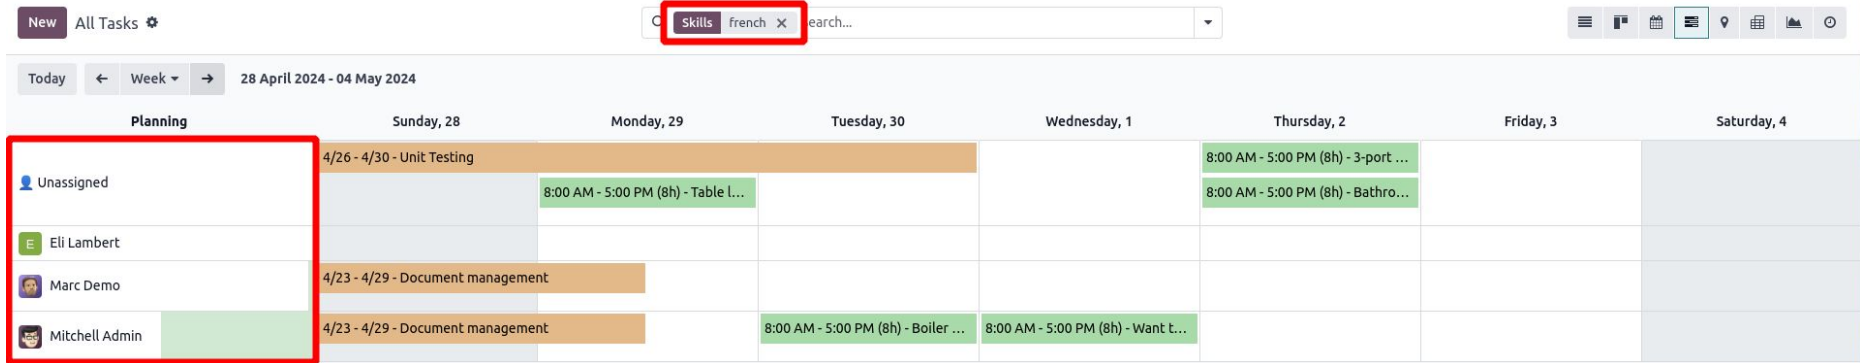 New All Tasks Skills french earch...
Today Week 28 April 2024 - 04 May 2024
Planning Sunday, 28 Monday, 29 Tuesday, 30 Wednesday, 1 Thursday, 2 Friday, 3 Saturday, 4
4/26 - 4/30 - Unit Testing 8:00 AM - 5:00 PM (8h) - 3-port ...
Unassigned
8:00 AM - 5:00 PM (8h) - Table l... 8:00 AM - 5:00 PM (8h) - Bathro...
E Eli Lambert
Marc Demo 4/23 - 4/29 - Document management
Mitchell Admin 4/23 - 4/29 - Document management 8:00 AM - 5:00 PM (8h) - Boiler ... 8:00 AM - 5:00 PM (8h) - Want t...